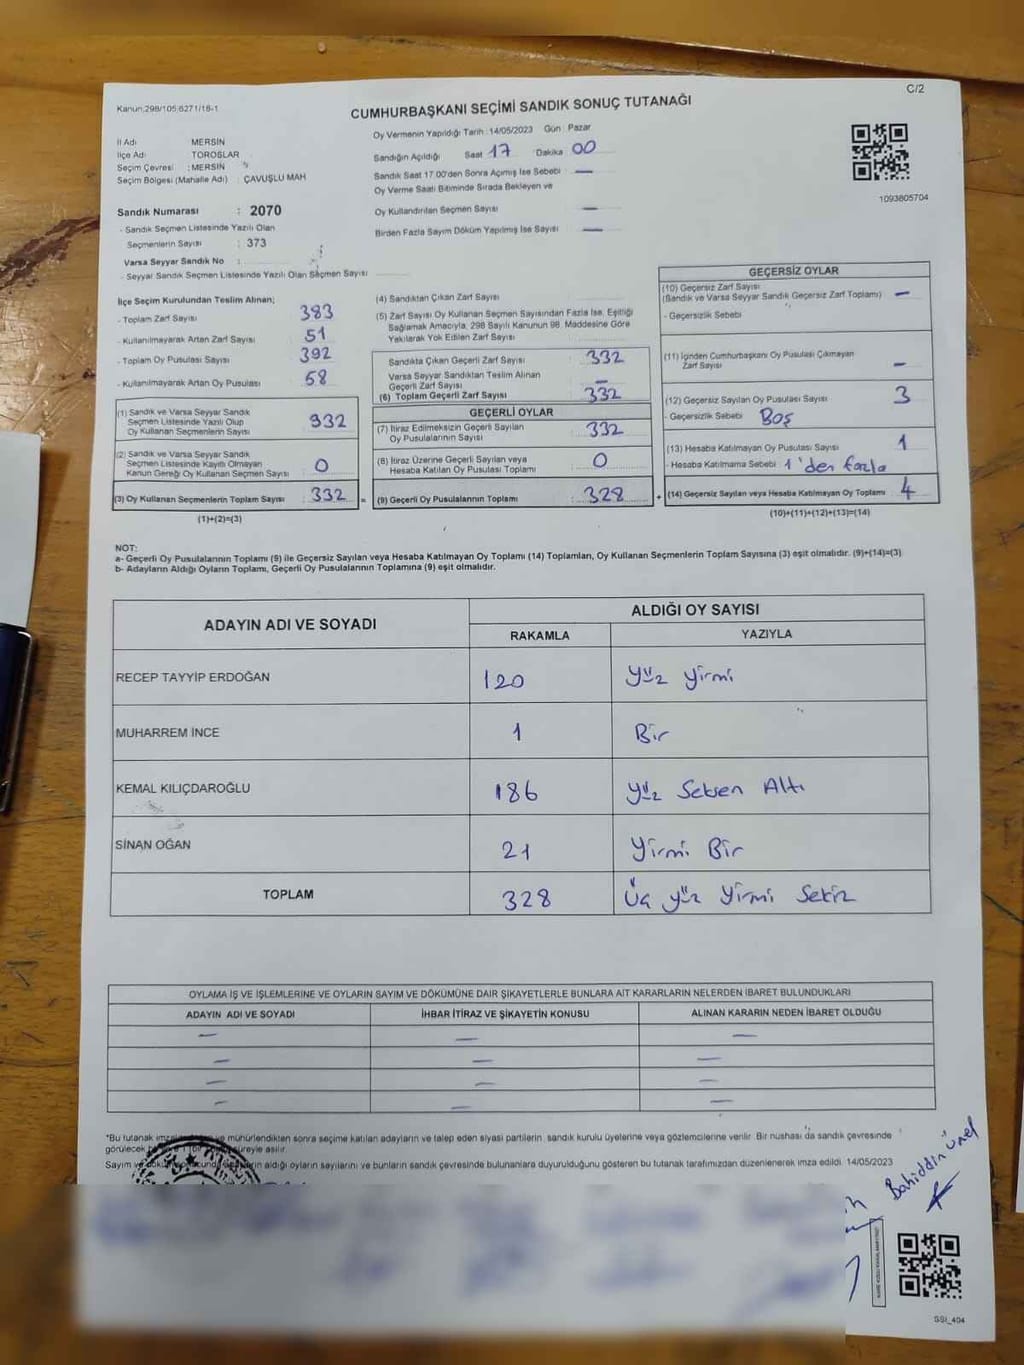 C/2
Kanun:298/105,6271/18-1
CUMHURBAŞKANI SEÇİMİ SANDIK SONUÇ TUTANAĞI
Oy Vermenin Yapıldığı Tarih : 14/05/2023 Gün : Pazar
İl Adı MERSİN
İlçe Adı TOROSLAR
Seçim Çevresi : MERSİN
Seçim Bölgesi (Mahalle Adı) : ÇAVUŞLU MAH
Sandığın Açıldığı Saat 17 Dakika 00
Sandık Saat 17.00'den Sonra Açılmış İse Sebebi —
Oy Verme Saati Bitiminde Sırada Bekleyen ve
Oy Kullandırılan Seçmen Sayısı —
Birden Fazla Sayım Döküm Yapılmış İse Sayısı —
1093805704
Sandık Numarası : 2070
- Sandık Seçmen Listesinde Yazılı Olan
Seçmenlerin Sayısı : 373
Varsa Seyyar Sandık No :
- Seyyar Sandık Seçmen Listesinde Yazılı Olan Seçmen Sayısı
İlçe Seçim Kurulundan Teslim Alınan;
- Toplam Zarf Sayısı 383
- Kullanılmayarak Artan Zarf Sayısı 51
- Toplam Oy Pusulası Sayısı 392
- Kullanılmayarak Artan Oy Pusulası 58
(1) Sandık ve Varsa Seyyar Sandık
Seçmen Listesinde Yazılı Olup
Oy Kullanan Seçmenlerin Sayısı 332
(2) Sandık ve Varsa Seyyar Sandık
Seçmen Listesinde Kayıtlı Olmayan
Kanun Gereği Oy Kullanan Seçmen Sayısı 0
(3) Oy Kullanan Seçmenlerin Toplam Sayısı 332 =
(1)+(2)=(3)
(4) Sandıktan Çıkan Zarf Sayısı
(5) Zarf Sayısı Oy Kullanan Seçmen Sayısından Fazla İse, Eşitliği
Sağlamak Amacıyla, 298 Sayılı Kanunun 98. Maddesine Göre
Yakılarak Yok Edilen Zarf Sayısı
Sandıkta Çıkan Geçerli Zarf Sayısı 332
Varsa Seyyar Sandıktan Teslim Alınan
Geçerli Zarf Sayısı —
(6) Toplam Geçerli Zarf Sayısı 332
GEÇERLİ OYLAR
(7) İtiraz Edilmeksizin Geçerli Sayılan
Oy Pusulalarının Sayısı 332
(8) İtiraz Üzerine Geçerli Sayılan veya
Hesaba Katılan Oy Pusulası Toplamı 0
(9) Geçerli Oy Pusulalarının Toplamı : 328 +
GEÇERSİZ OYLAR
(10) Geçersiz Zarf Sayısı
(Sandık ve Varsa Seyyar Sandık Geçersiz Zarf Toplamı) —
- Geçersizlik Sebebi
(11) İçinden Cumhurbaşkanı Oy Pusulası Çıkmayan
Zarf Sayısı —
(12) Geçersiz Sayılan Oy Pusulası Sayısı 3
- Geçersizlik Sebebi Boş
(13) Hesaba Katılmayan Oy Pusulası Sayısı 1
- Hesaba Katılmama Sebebi 1'den fazla
(14) Geçersiz Sayılan veya Hesaba Katılmayan Oy Toplamı 4
(10)+(11)+(12)+(13)=(14)
NOT:
a- Geçerli Oy Pusulalarının Toplamı (9) ile Geçersiz Sayılan veya Hesaba Katılmayan Oy Toplamı (14) Toplamları, Oy Kullanan Seçmenlerin Toplam Sayısına (3) eşit olmalıdır. (9)+(14)=(3)
b- Adayların Aldığı Oyların Toplamı, Geçerli Oy Pusulalarının Toplamına (9) eşit olmalıdır.
ADAYIN ADI VE SOYADI ALDIĞI OY SAYISI
RAKAMLA YAZIYLA
RECEP TAYYİP ERDOĞAN 120 Yüz Yirmi
MUHARREM İNCE 1 Bir
KEMAL KILIÇDAROĞLU 186 Yüz Seksen Altı
SİNAN OĞAN 21 Yirmi Bir
TOPLAM 328 Üç Yüz Yirmi Sekiz
OYLAMA İŞ VE İŞLEMLERİNE VE OYLARIN SAYIM VE DÖKÜMÜNE DAİR ŞİKAYETLERLE BUNLARA AİT KARARLARIN NELERDEN İBARET BULUNDUKLARI
ADAYIN ADI VE SOYADI İHBAR İTİRAZ VE ŞİKAYETİN KONUSU ALINAN KARARIN NEDEN İBARET OLDUĞU
— — —
— — —
— — —
— — —
*Bu tutanak ve mühürlendikten sonra seçime katılan adayların ve talep eden siyasi partilerin, sandık kurulu üyelerine veya gözlemcilerine verilir. Bir nüshası da sandık çevresinde
görülecek süreyle asılır.
Sayım ve aldığı oyların sayılarını ve bunların sandık çevresinde bulunanlara duyurulduğunu gösteren bu tutanak tarafımızdan düzenlenerek imza edildi. 14/05/2023
Bahiddin Ünel
SSI_404